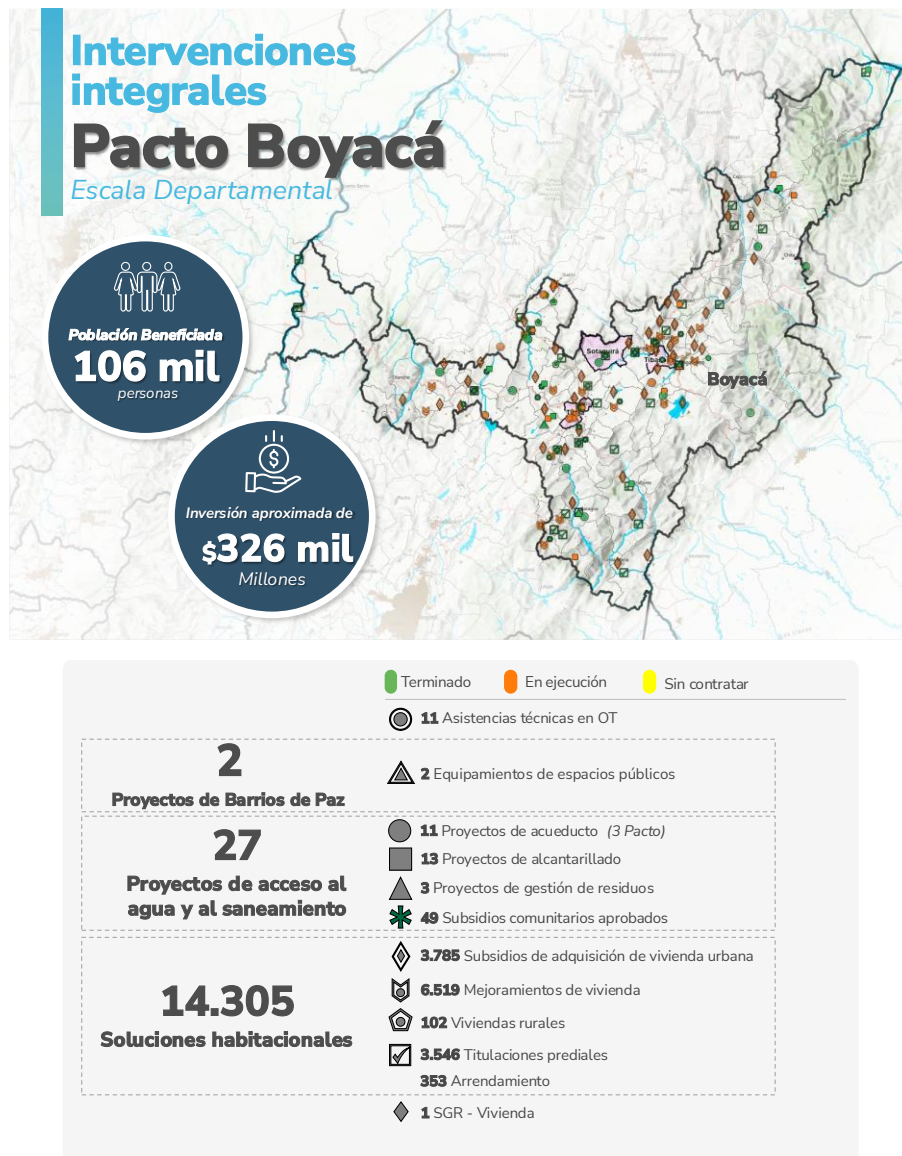 Intervenciones
integrales
Pacto Boyacá
Escala Departamental
Población Beneficiada
106 mil
personas
Inversión aproximada de
$326 mil
Millones
Sotaquirá
Boyacá
Terminado
En ejecución
Sin contratar
11 Asistencias técnicas en OT
2
Proyectos de Barrios de Paz
2 Equipamientos de espacios públicos
27
Proyectos de acceso al
agua y al saneamiento
11 Proyectos de acueducto (3 Pacto)
13 Proyectos de alcantarillado
3 Proyectos de gestión de residuos
49 Subsidios comunitarios aprobados
14.305
Soluciones habitacionales
3.785 Subsidios de adquisición de vivienda urbana
6.519 Mejoramientos de vivienda
102 Viviendas rurales
3.546 Titulaciones prediales
353 Arrendamiento
1 SGR - Vivienda